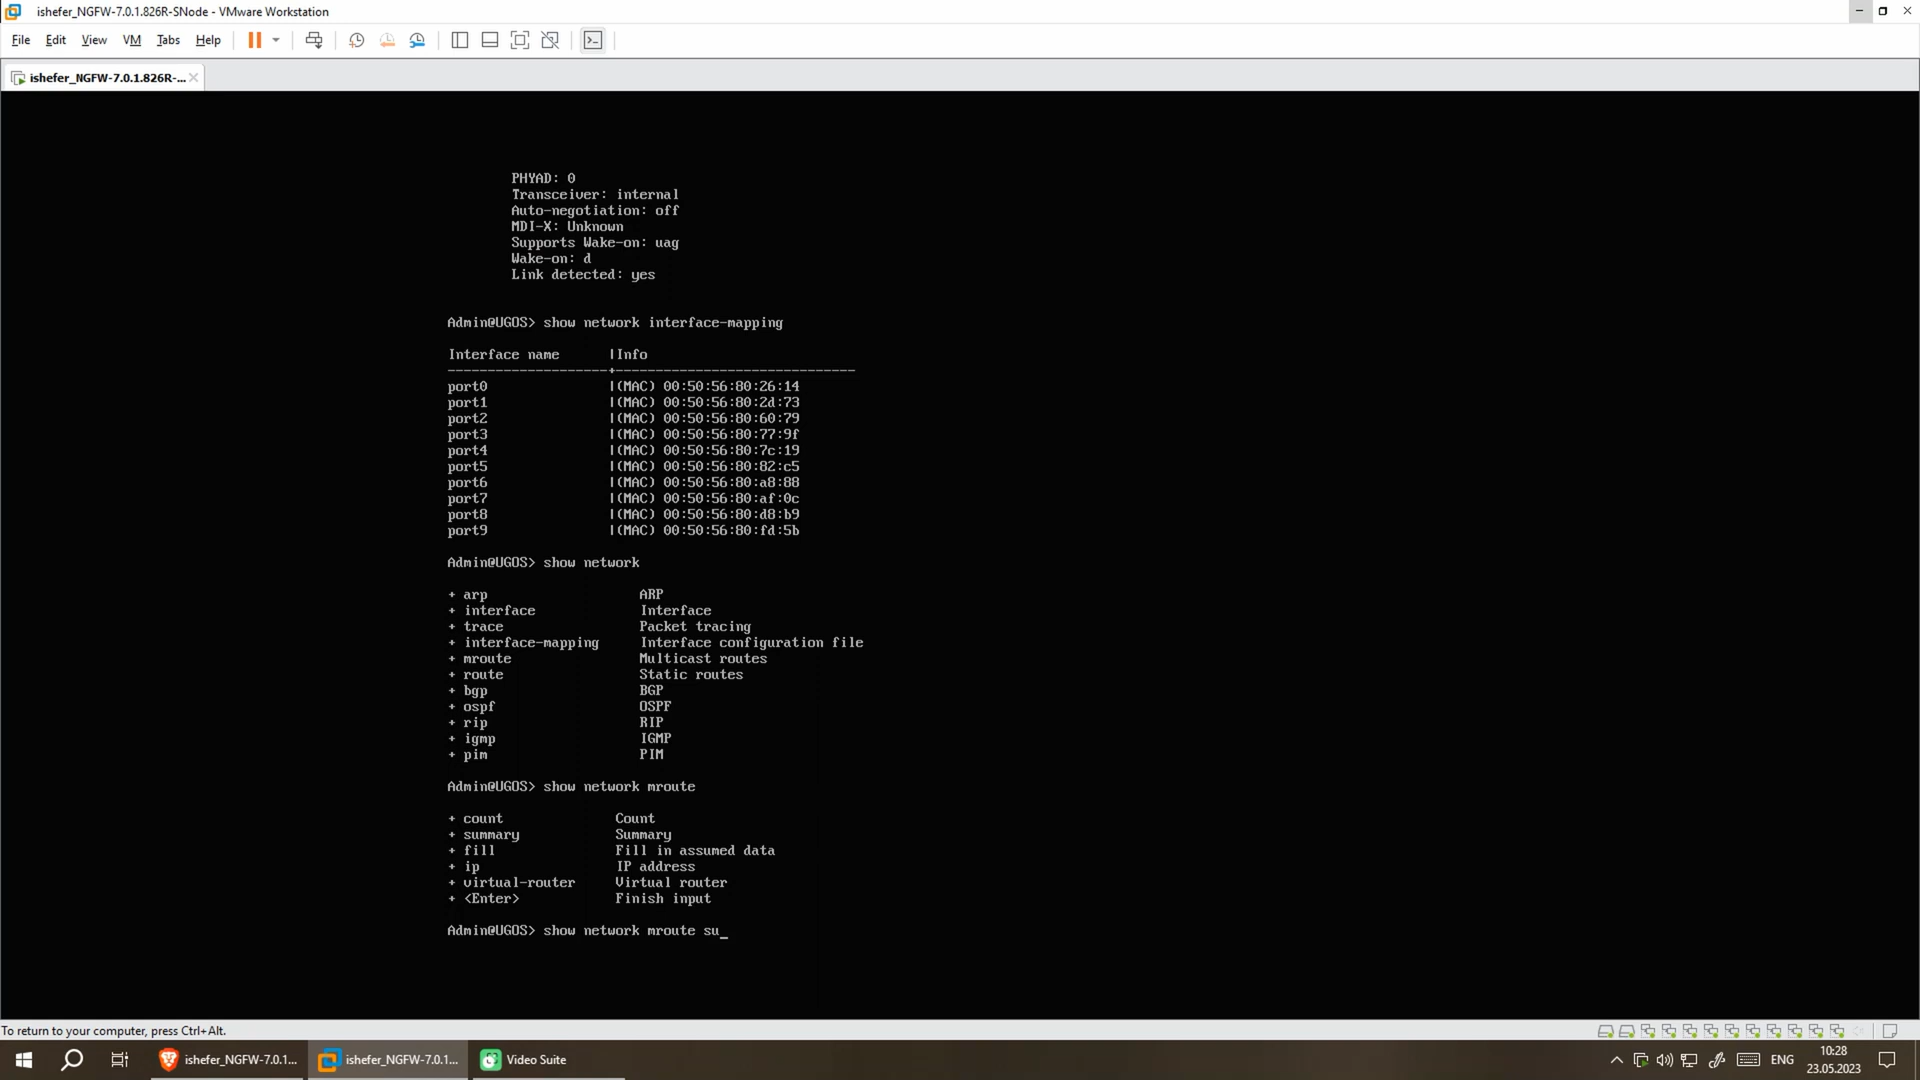 ishefer_NGFW-7.0.1.826R-SNode - VMware Workstation
File Edit View VM Tabs Help
ishefer_NGFW-7.0.1.826R-...
PHYAD: 0
Transceiver: internal
Auto-negotiation: off
MDI-X: Unknown
Supports Wake-on: uag
Wake-on: d
Link detected: yes
Admin@UGOS> show network interface-mapping
Interface name |Info
--------------------+------------------------------
port0 |(MAC) 00:50:56:80:26:14
port1 |(MAC) 00:50:56:80:2d:73
port2 |(MAC) 00:50:56:80:60:79
port3 |(MAC) 00:50:56:80:77:9f
port4 |(MAC) 00:50:56:80:7c:19
port5 |(MAC) 00:50:56:80:82:c5
port6 |(MAC) 00:50:56:80:a8:88
port7 |(MAC) 00:50:56:80:af:0c
port8 |(MAC) 00:50:56:80:d8:b9
port9 |(MAC) 00:50:56:80:fd:5b
Admin@UGOS> show network
+ arp ARP
+ interface Interface
+ trace Packet tracing
+ interface-mapping Interface configuration file
+ mroute Multicast routes
+ route Static routes
+ bgp BGP
+ ospf OSPF
+ rip RIP
+ igmp IGMP
+ pim PIM
Admin@UGOS> show network mroute
+ count Count
+ summary Summary
+ fill Fill in assumed data
+ ip IP address
+ virtual-router Virtual router
+ <Enter> Finish input
Admin@UGOS> show network mroute su_
To return to your computer, press Ctrl+Alt.
ishefer_NGFW-7.0.1... ishefer_NGFW-7.0.1... Video Suite ENG 10:28
23.05.2023